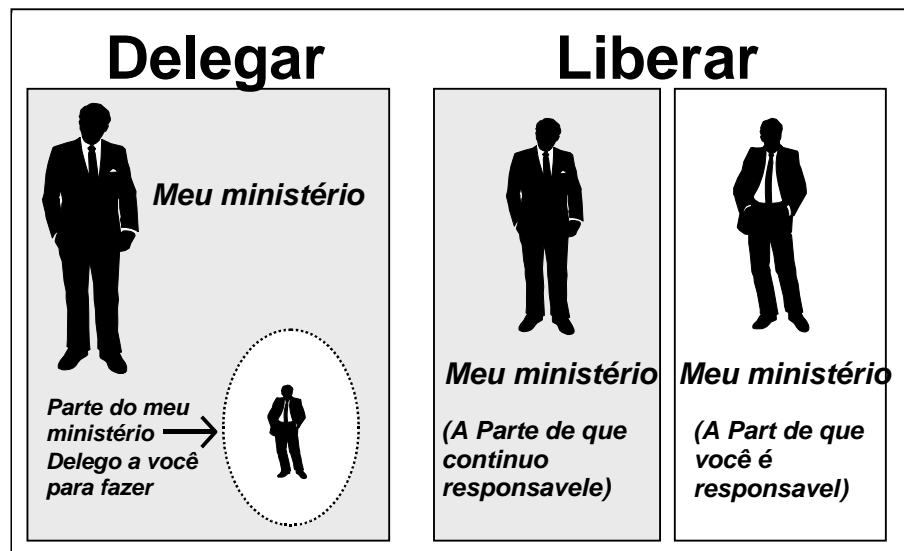 Delegar
Meu ministério
Parte do meu
ministério
Delego a você
para fazer
Liberar
Meu ministério
(A Parte de que
continuo
responsavele)
Meu ministério
(A Part de que
você é
responsavel)